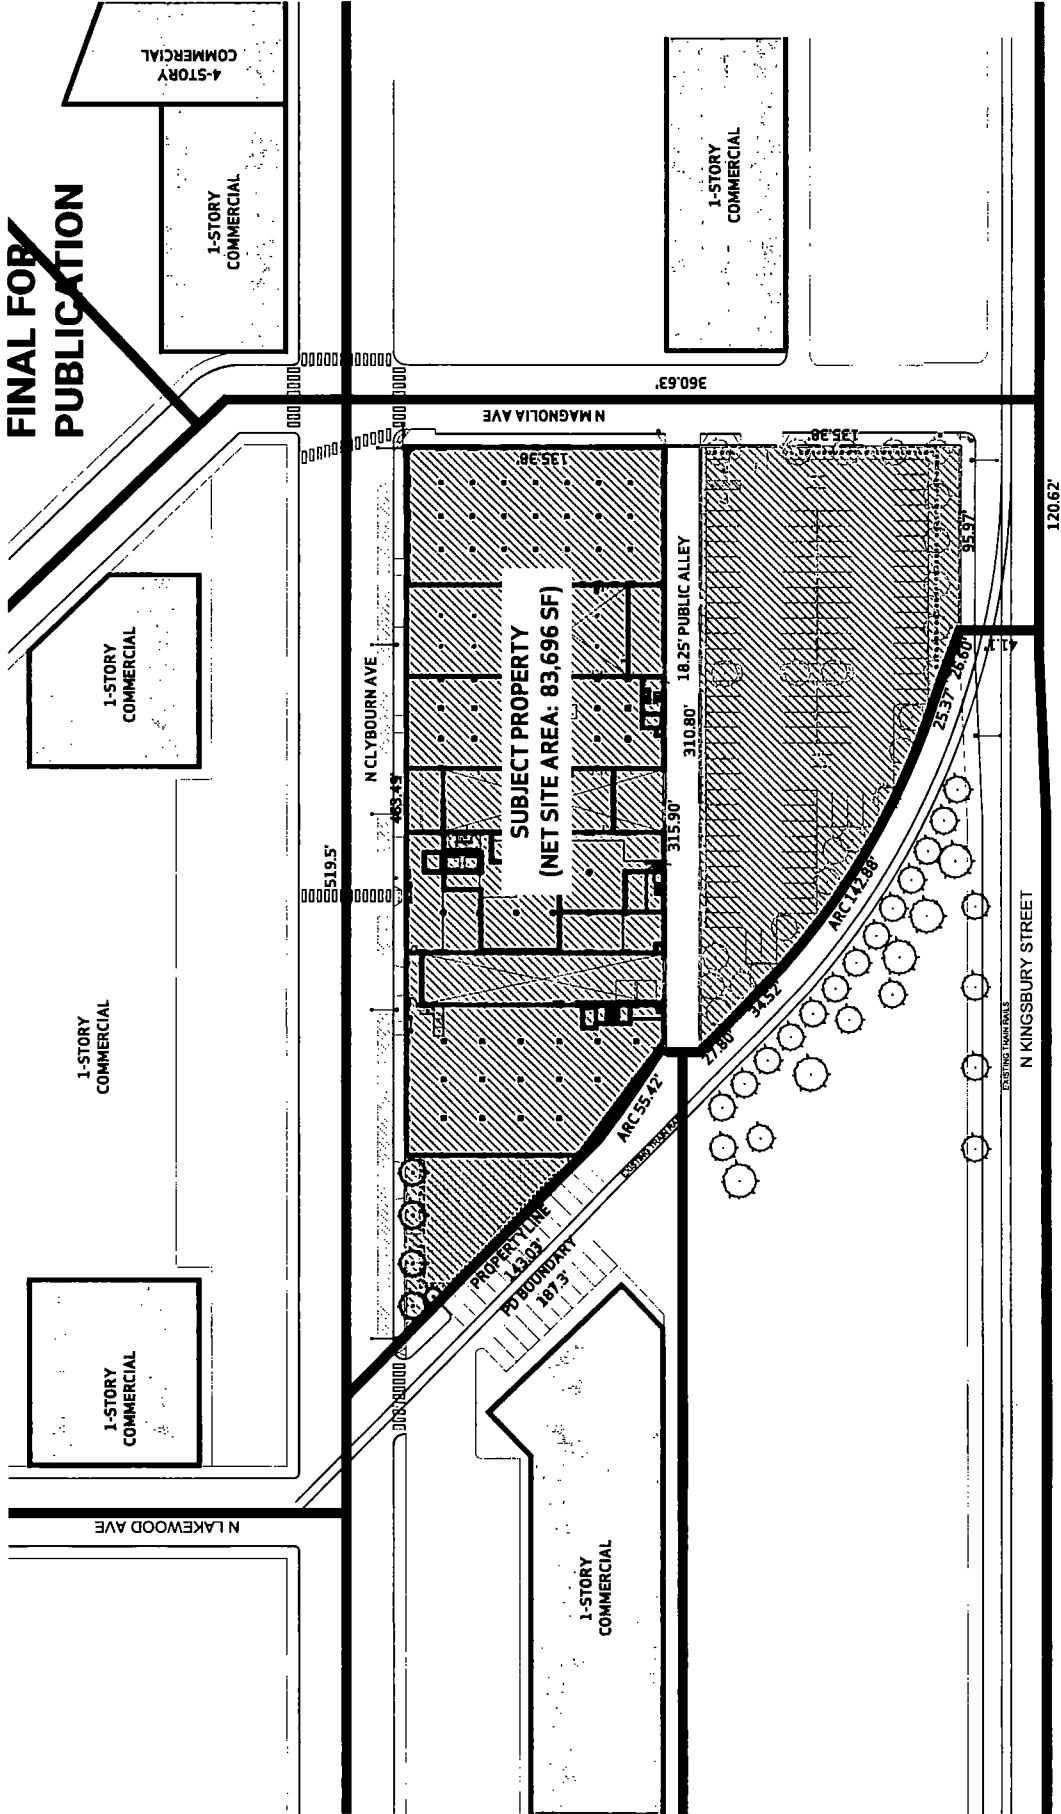 FINAL FOR
PUBLICATION
4-STORY
COMMERCIAL
1-STORY
COMMERCIAL
1-STORY
COMMERCIAL
360.63'
N MAGNOLIA AVE
135.38'
135.38'
120.62'
95.97'
1-STORY
COMMERCIAL
N CLYBOURN AVE
SUBJECT PROPERTY
(NET SITE AREA: 83,696 SF)
18.25' PUBLIC ALLEY
310.80'
315.90'
41.1'
26.60'
25.37'
463.49'
519.5'
ARC 142.88'
34.52'
27.80'
ARC 55.42'
N KINGSBURY STREET
EXISTING TRAIN RAILS
1-STORY
COMMERCIAL
PROPERTY LINE
143.03'
PD BOUNDARY
187.3'
1-STORY
COMMERCIAL
N LAKEWOOD AVE
1-STORY
COMMERCIAL